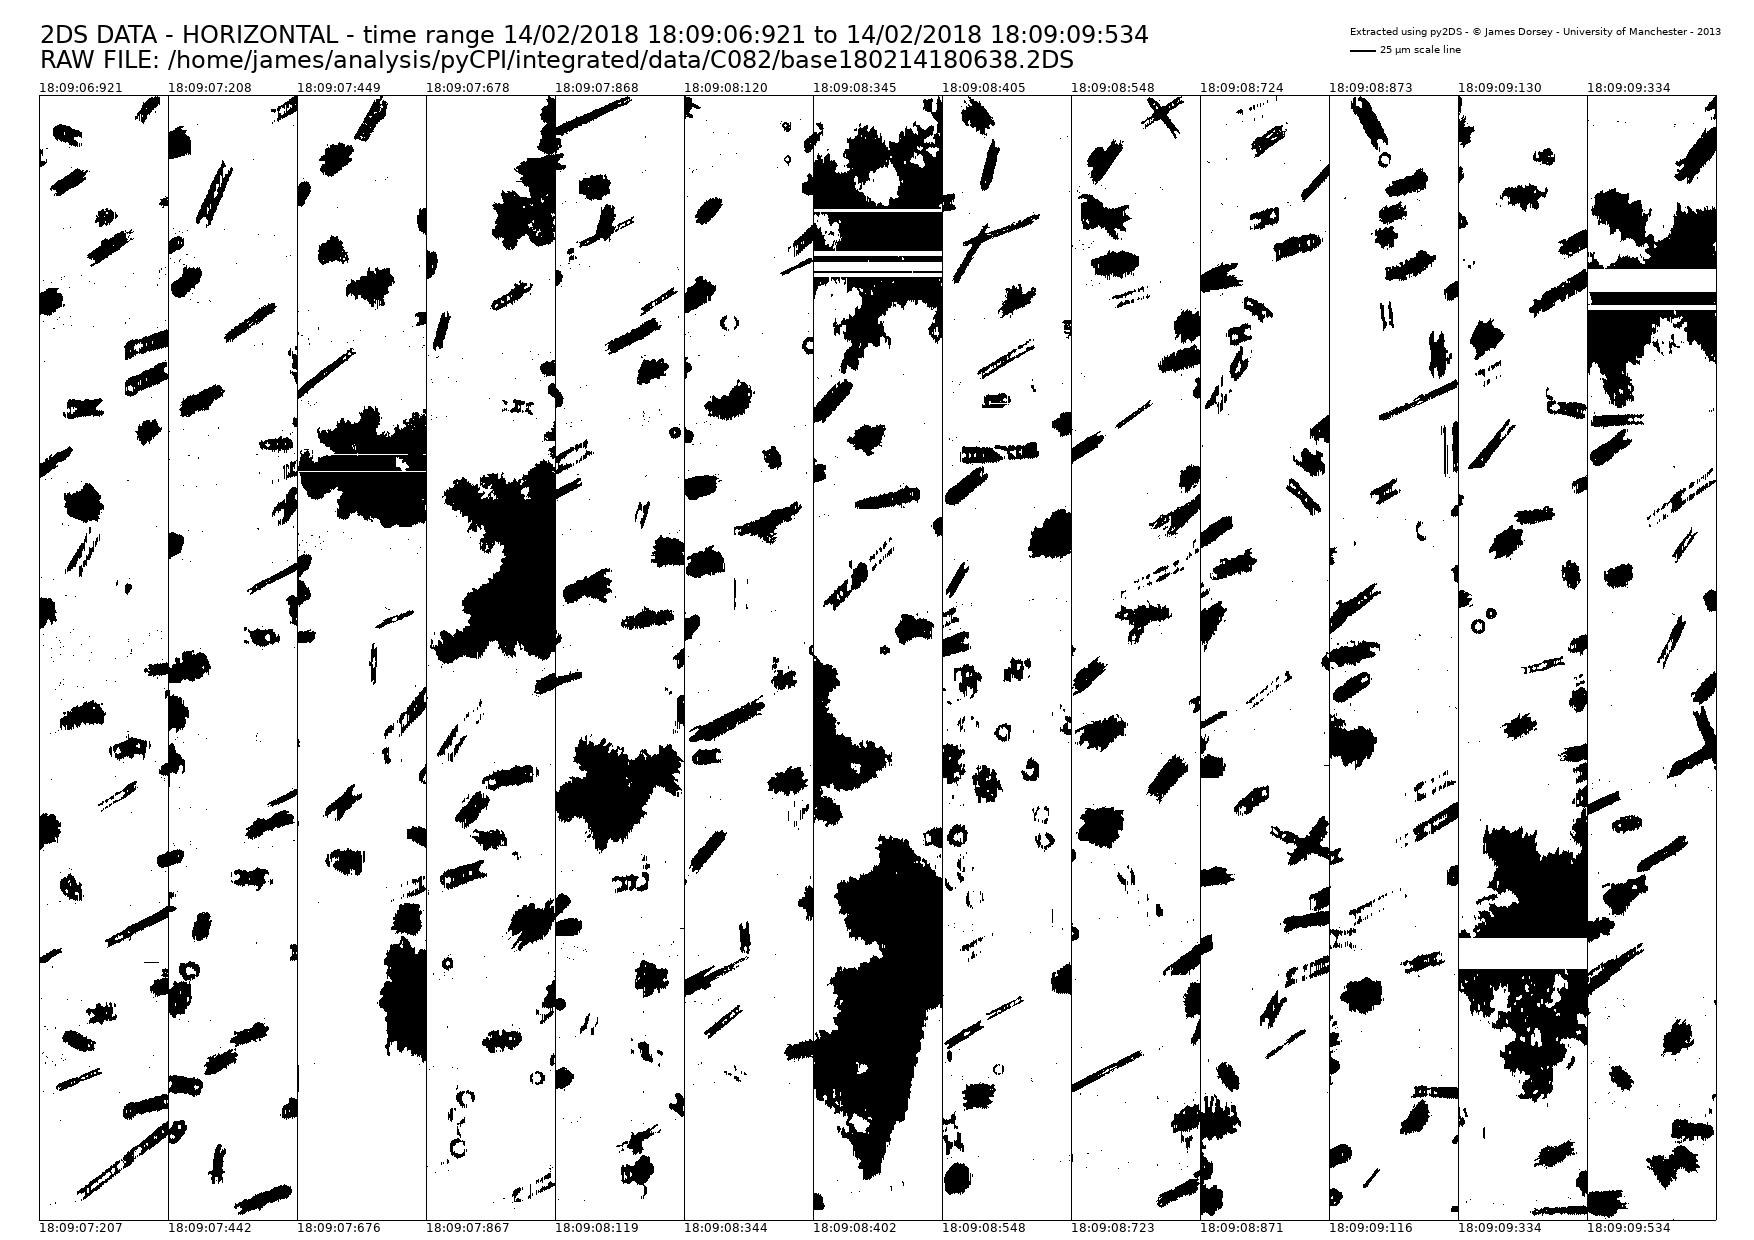 2DS DATA - HORIZONTAL - time range 14/02/2018 18:09:06:921 to 14/02/2018 18:09:09:534
RAW FILE: /home/james/analysis/pyCPI/integrated/data/C082/base180214180638.2DS
Extracted using py2DS - © James Dorsey - University of Manchester - 2013
25 µm scale line
18:09:06:921 18:09:07:208 18:09:07:449 18:09:07:678 18:09:07:868 18:09:08:120 18:09:08:345 18:09:08:405 18:09:08:548 18:09:08:724 18:09:08:873 18:09:09:130 18:09:09:334
18:09:07:207 18:09:07:442 18:09:07:676 18:09:07:867 18:09:08:119 18:09:08:344 18:09:08:402 18:09:08:548 18:09:08:723 18:09:08:871 18:09:09:116 18:09:09:334 18:09:09:534